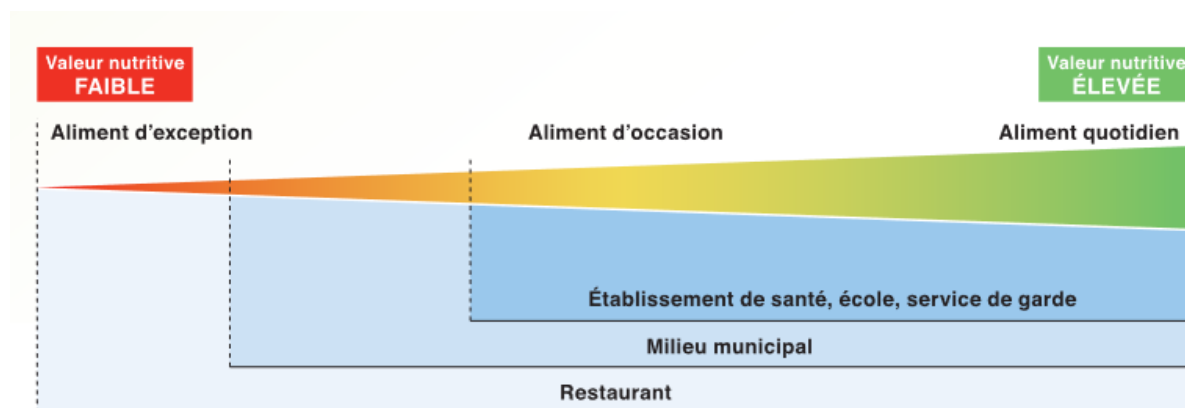 Valeur nutritive
FAIBLE
Valeur nutritive
ÉLEVÉE
Aliment d'exception
Aliment d'occasion
Aliment quotidien
Établissement de santé, école, service de garde
Milieu municipal
Restaurant